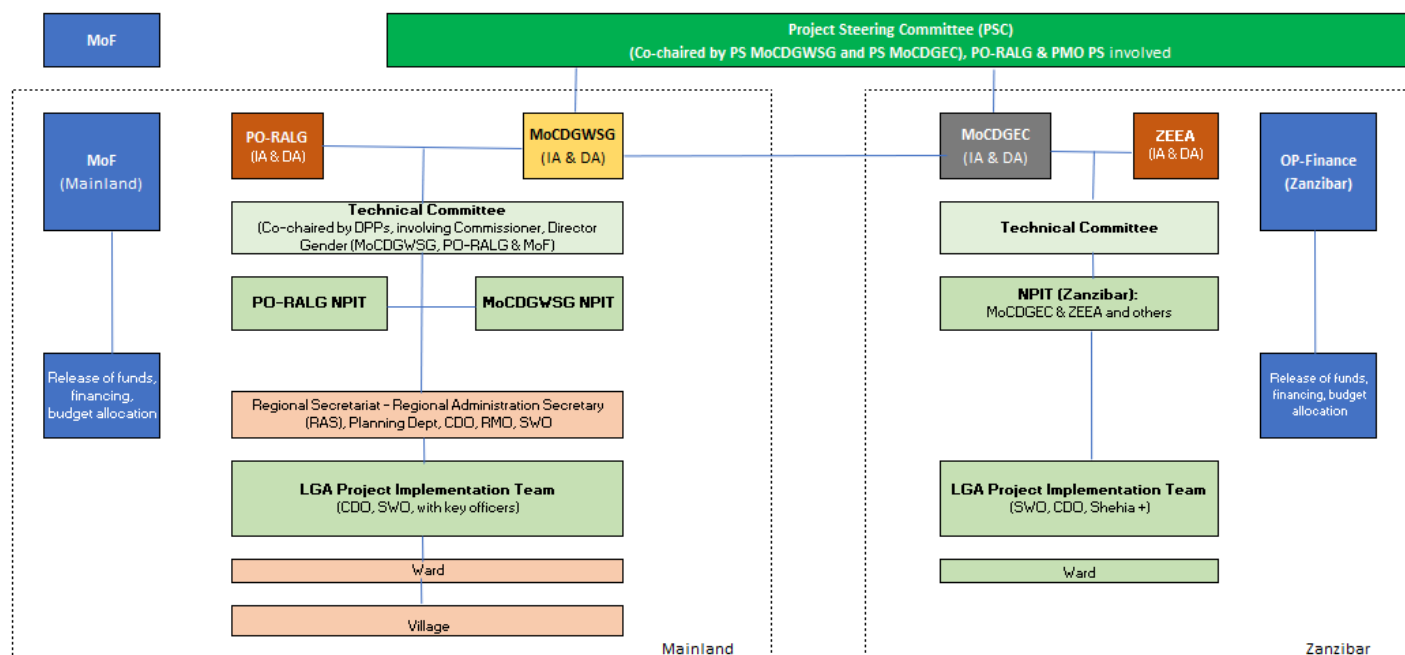 MoF
Project Steering Committee (PSC)
(Co-chaired by PS MoCDGWSG and PS MoCDGEC), PO-RALG & PMO PS involved
MoF
(Mainland)
PO-RALG
(IA & DA)
MoCDGWSG
(IA & DA)
MoCDGEC
(IA & DA)
ZEEA
(IA & DA)
OP-Finance
(Zanzibar)
Technical Committee
(Co-chaired by DPPs, involving Commissioner, Director
Gender (MoCDGWSG, PO-RALG & MoF)
Technical Committee
PO-RALG NPIT
MoCDGWSG NPIT
NPIT (Zanzibar):
MoCDGEC & ZEEA and others
Release of funds,
financing,
budget allocation
Regional Secretariat - Regional Administration Secretary
(RAS), Planning Dept, CDO, RMO, SWO
Release of funds,
financing, budget
allocation
LGA Project Implementation Team
(CDO, SWO, with key officers)
LGA Project Implementation Team
(SWO, CDO, Shehia +)
Ward
Ward
Village
Mainland
Zanzibar